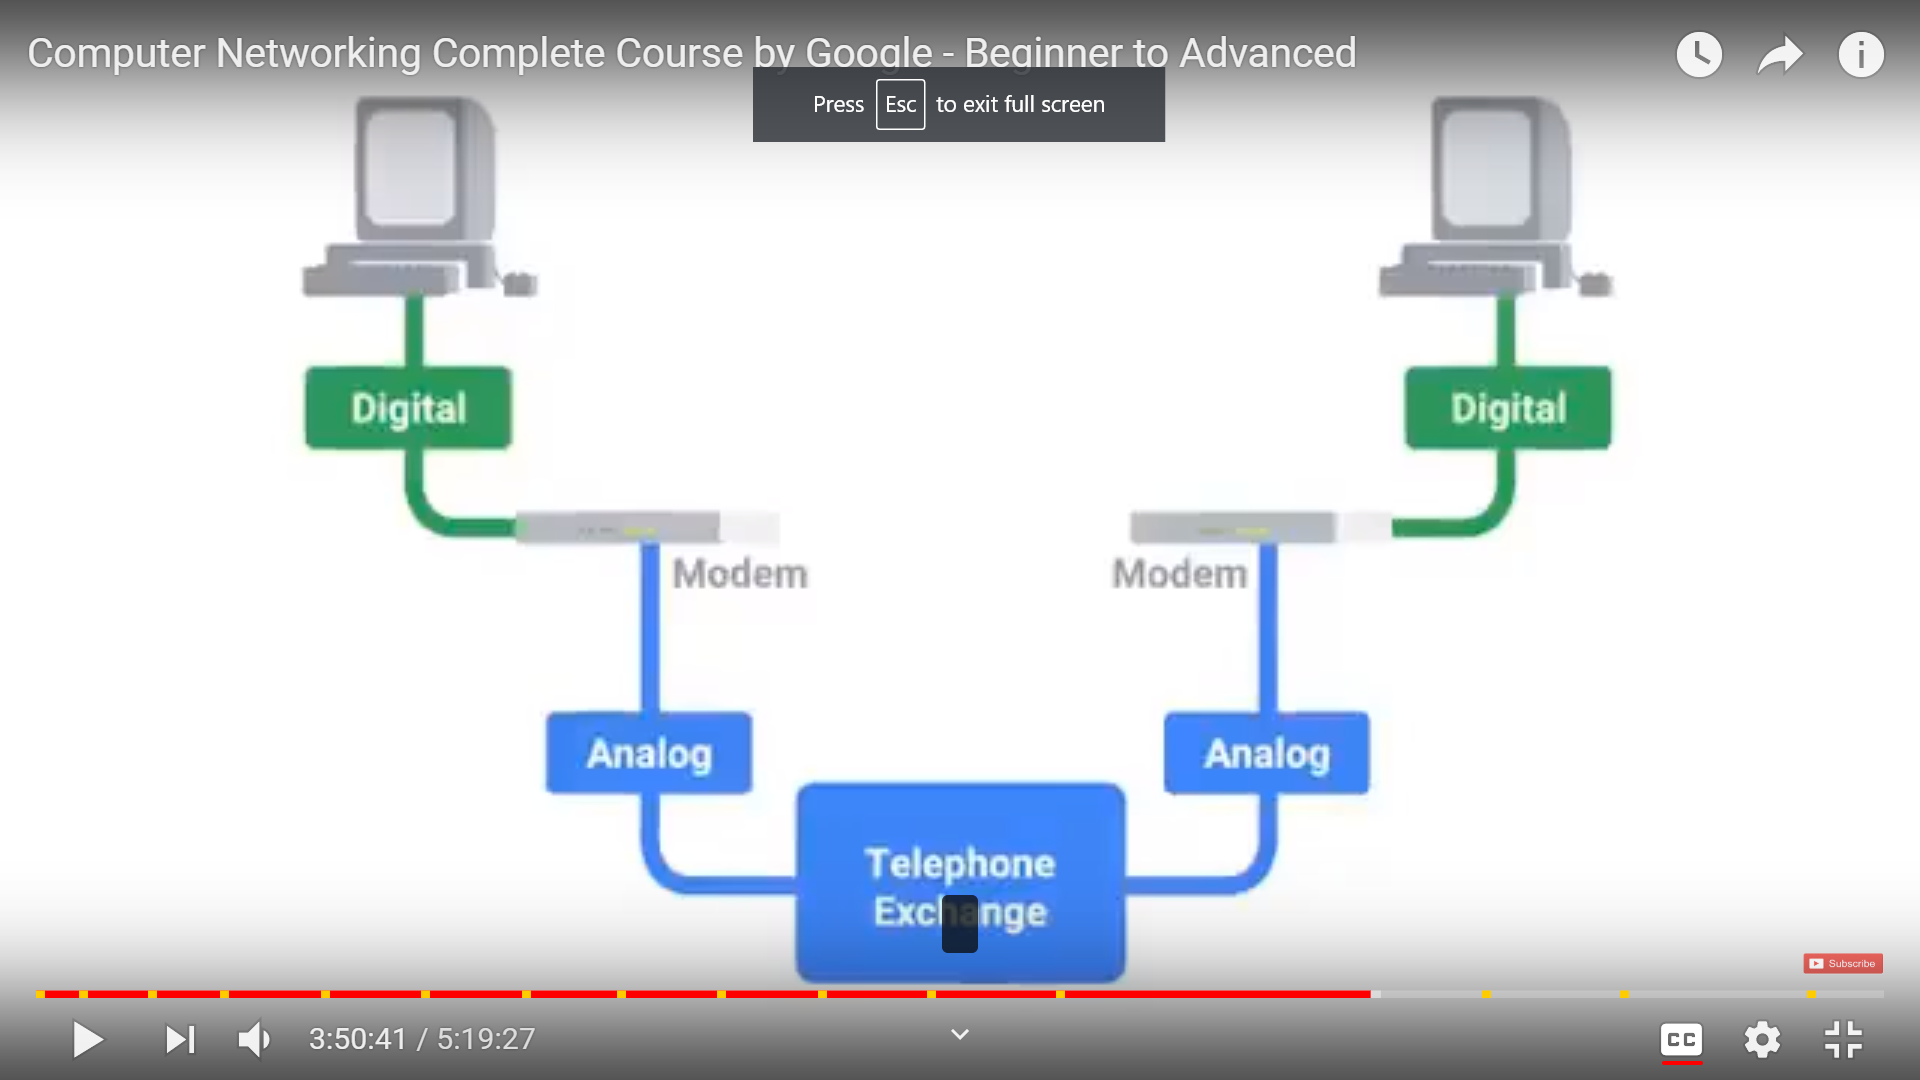 Computer Networking Complete Course by Google - Beginner to Advanced
Press Esc to exit full screen
Digital
Digital
Modem
Modem
Analog
Analog
Telephone
Exchange
Subscribe
3:50:41 / 5:19:27
CC